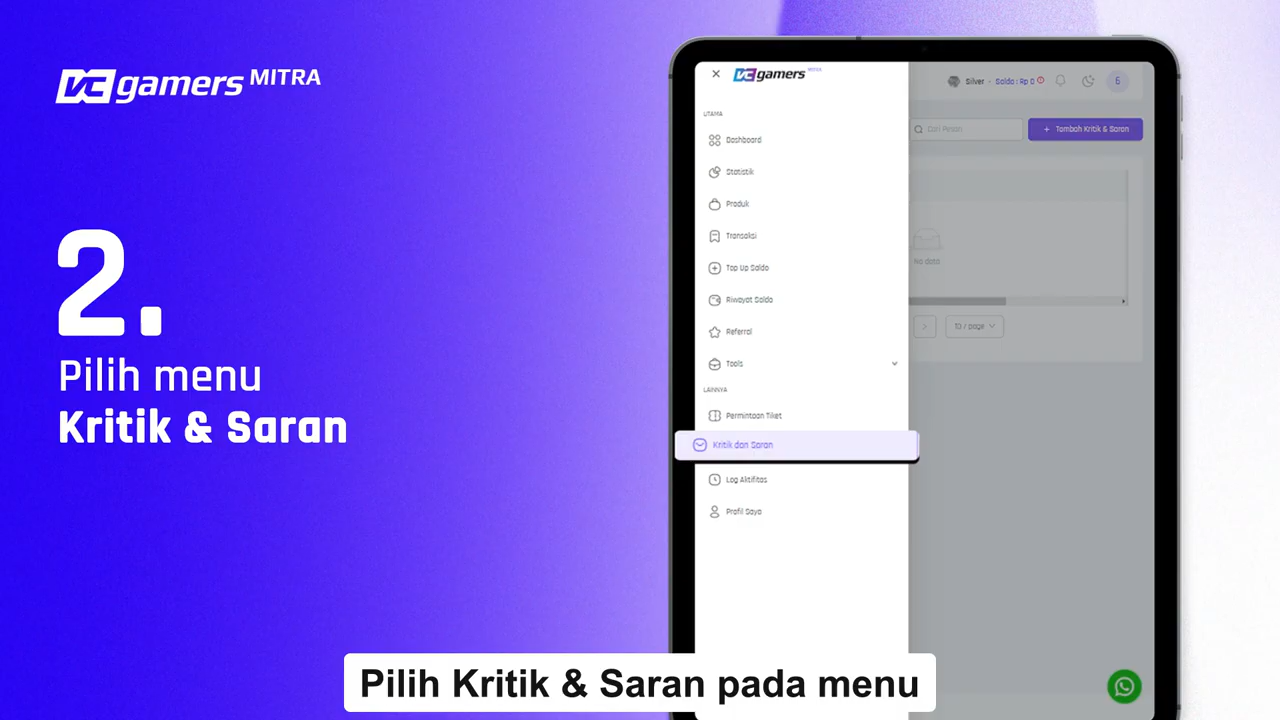 VCgamers MITRA
2.
Pilih menu
Kritik & Saran
VCgamers MITRA
UTAMA
Dashboard
Statistik
Produk
Transaksi
Top Up Saldo
Riwayat Saldo
Referral
Tools
LAINNYA
Permintaan Tiket
Kritik dan Saran
Log Aktifitas
Profil Saya
Silver - Saldo : Rp 0
6
Cari Pesan
+ Tambah Kritik & Saran
No data
10 / page
Pilih Kritik & Saran pada menu